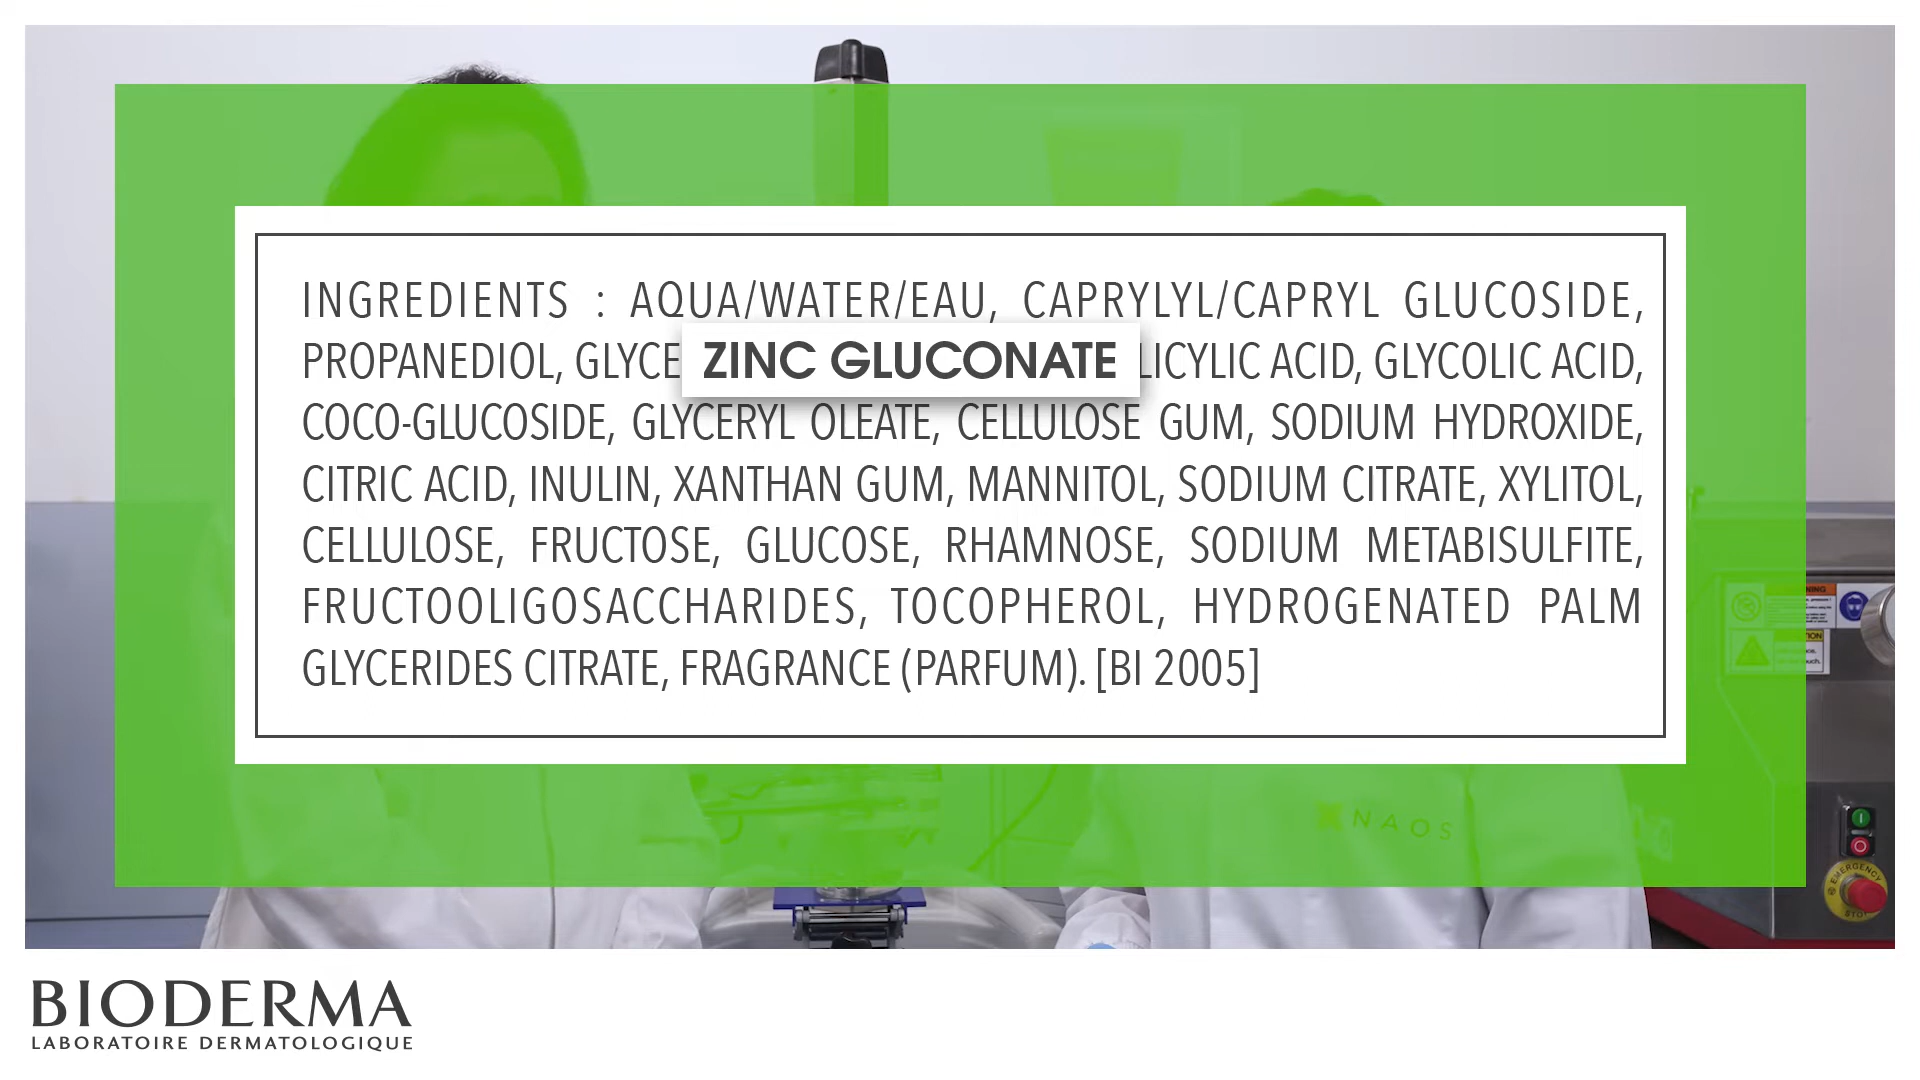 INGREDIENTS : AQUA/WATER/EAU, CAPRYLYL/CAPRYL GLUCOSIDE,
PROPANEDIOL, GLYCE ZINC GLUCONATE LICYLIC ACID, GLYCOLIC ACID,
COCO-GLUCOSIDE, GLYCERYL OLEATE, CELLULOSE GUM, SODIUM HYDROXIDE,
CITRIC ACID, INULIN, XANTHAN GUM, MANNITOL, SODIUM CITRATE, XYLITOL,
CELLULOSE, FRUCTOSE, GLUCOSE, RHAMNOSE, SODIUM METABISULFITE,
FRUCTOOLIGOSACCHARIDES, TOCOPHEROL, HYDROGENATED PALM
GLYCERIDES CITRATE, FRAGRANCE (PARFUM). [BI 2005]
NAOS
EMERGENCY
STOP
BIODERMA
LABORATOIRE DERMATOLOGIQUE